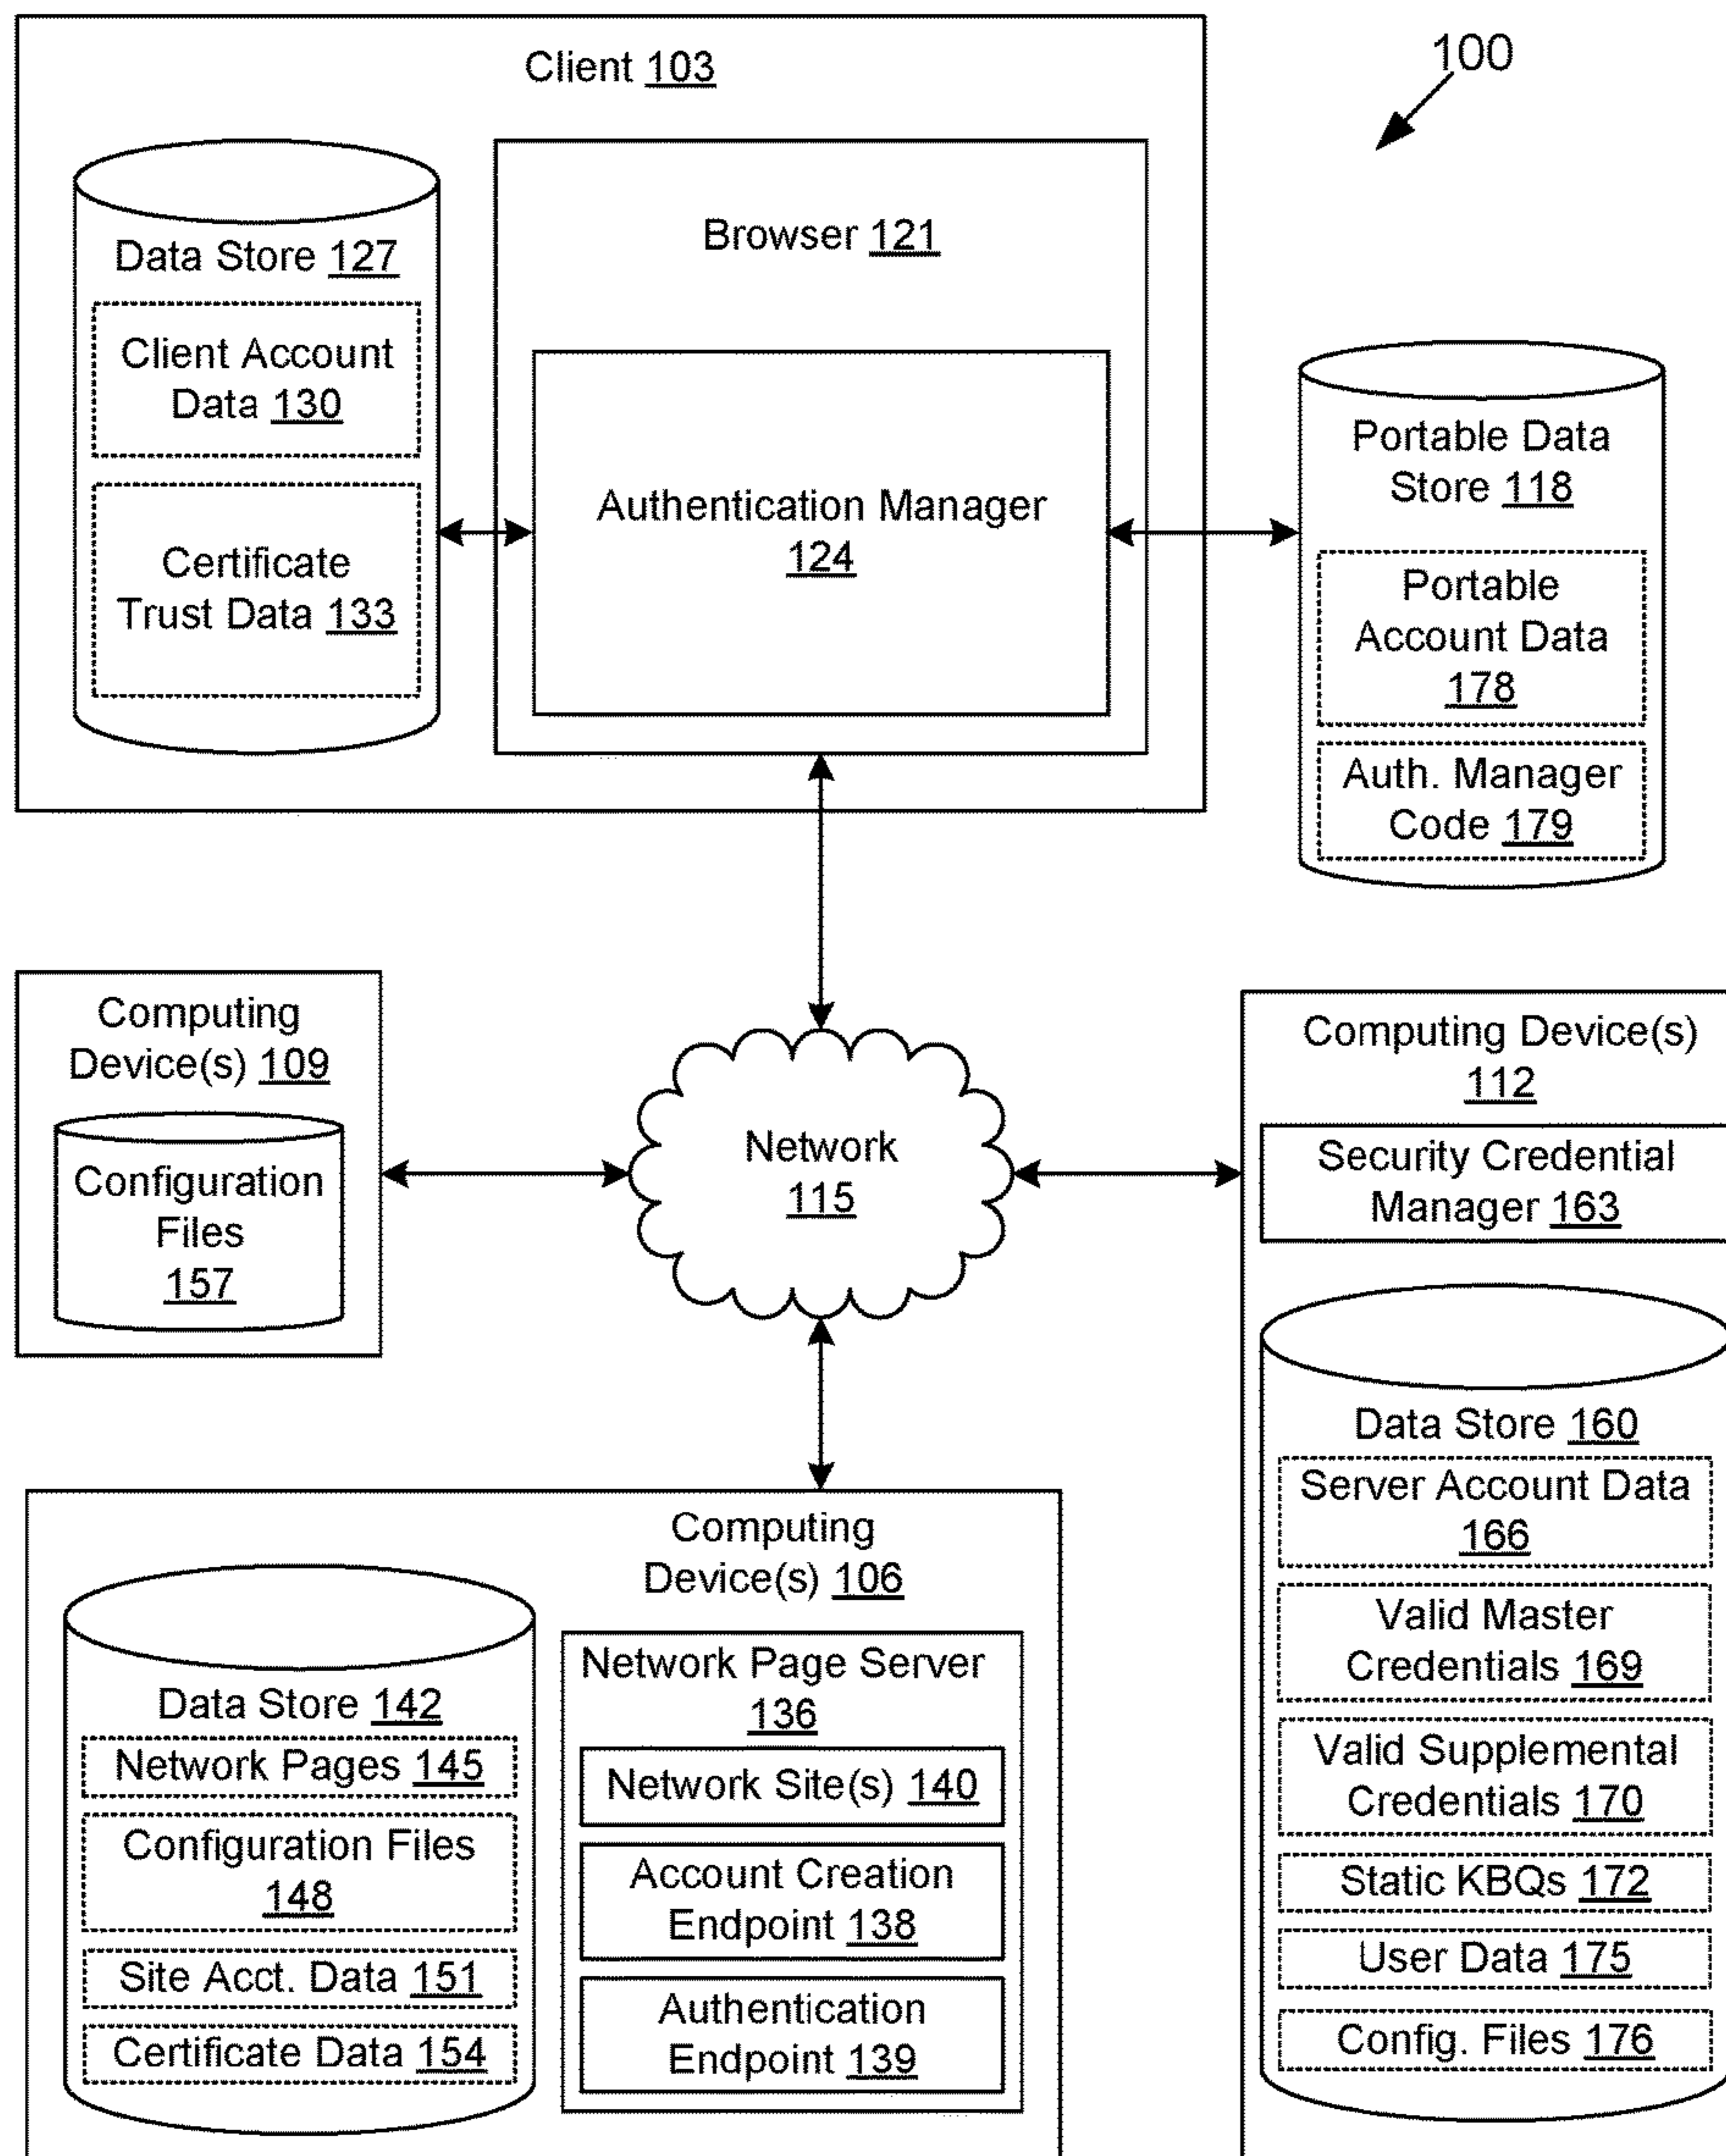 Client 103
100
Data Store 127
Client Account
Data 130
Certificate
Trust Data 133
Browser 121
Authentication Manager
124
Portable Data
Store 118
Portable
Account Data
178
Auth. Manager
Code 179
Computing
Device(s) 109
Configuration
Files
157
Network
115
Computing Device(s)
112
Security Credential
Manager 163
Data Store 160
Server Account Data
166
Valid Master
Credentials 169
Valid Supplemental
Credentials 170
Static KBQs 172
User Data 175
Config. Files 176
Computing
Device(s) 106
Data Store 142
Network Pages 145
Configuration Files
148
Site Acct. Data 151
Certificate Data 154
Network Page Server
136
Network Site(s) 140
Account Creation
Endpoint 138
Authentication
Endpoint 139